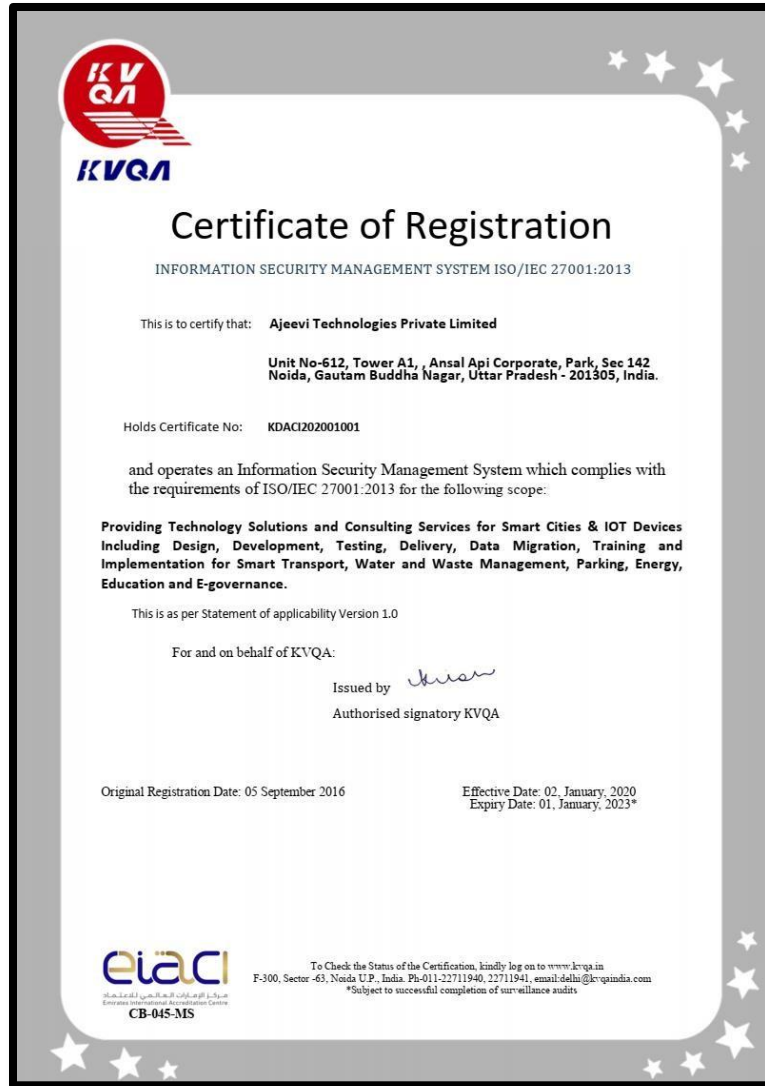 KV
QA
KVQA
Certificate of Registration
INFORMATION SECURITY MANAGEMENT SYSTEM ISO/IEC 27001:2013
This is to certify that: Ajeevi Technologies Private Limited
Unit No-612, Tower A1, , Ansal Api Corporate, Park, Sec 142
Noida, Gautam Buddha Nagar, Uttar Pradesh - 201305, India.
Holds Certificate No: KDACI202001001
and operates an Information Security Management System which complies with
the requirements of ISO/IEC 27001:2013 for the following scope:
Providing Technology Solutions and Consulting Services for Smart Cities & IOT Devices
Including Design, Development, Testing, Delivery, Data Migration, Training and
Implementation for Smart Transport, Water and Waste Management, Parking, Energy,
Education and E-governance.
This is as per Statement of applicability Version 1.0
For and on behalf of KVQA:
Issued by
Authorised signatory KVQA
Original Registration Date: 05 September 2016
Effective Date: 02, January, 2020
Expiry Date: 01, January, 2023*
eiaci
مركز الإمارات العالمي للاعتماد
Emirates International Accreditation Centre
CB-045-MS
To Check the Status of the Certification, kindly log on to www.kvqa.in
F-300, Sector -63, Noida U.P., India. Ph-011-22711940, 22711941, email:delhi@kvqaindia.com
*Subject to successful completion of surveillance audits